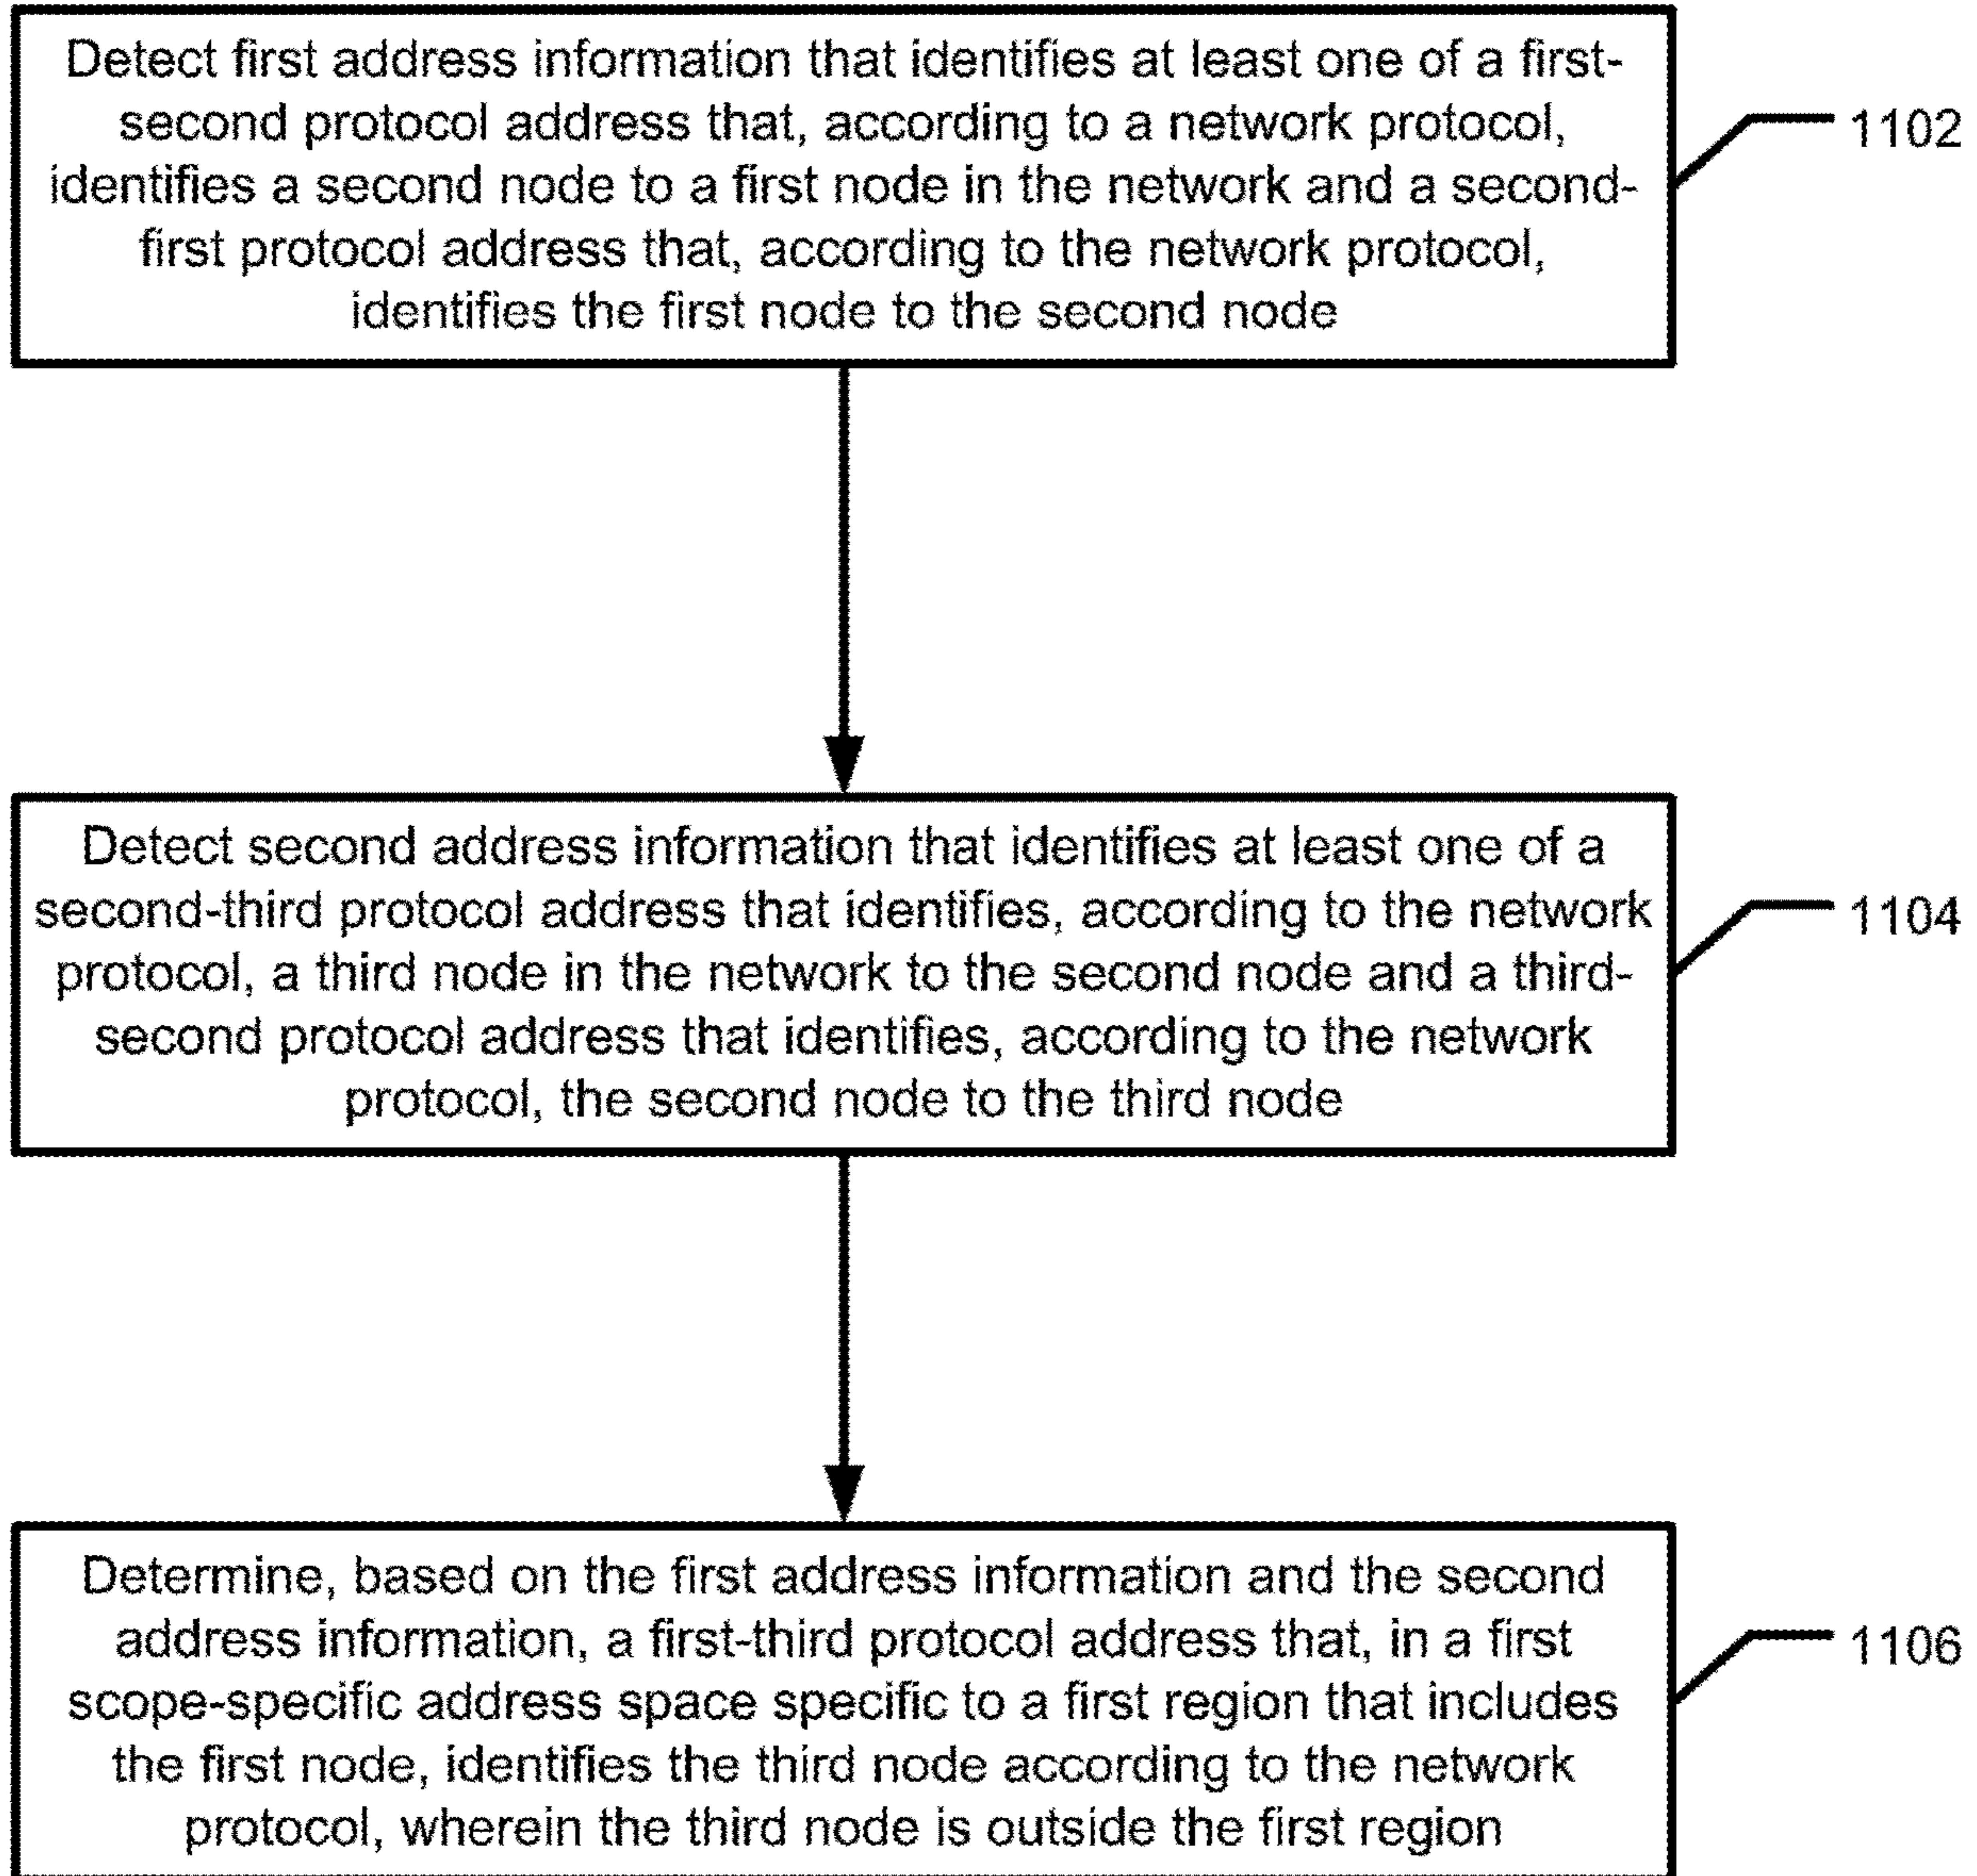 Detect first address information that identifies at least one of a first-
second protocol address that, according to a network protocol,
identifies a second node to a first node in the network and a second-
first protocol address that, according to the network protocol,
identifies the first node to the second node
1102
Detect second address information that identifies at least one of a
second-third protocol address that identifies, according to the network
protocol, a third node in the network to the second node and a third-
second protocol address that identifies, according to the network
protocol, the second node to the third node
1104
Determine, based on the first address information and the second
address information, a first-third protocol address that, in a first
scope-specific address space specific to a first region that includes
the first node, identifies the third node according to the network
protocol, wherein the third node is outside the first region
1106